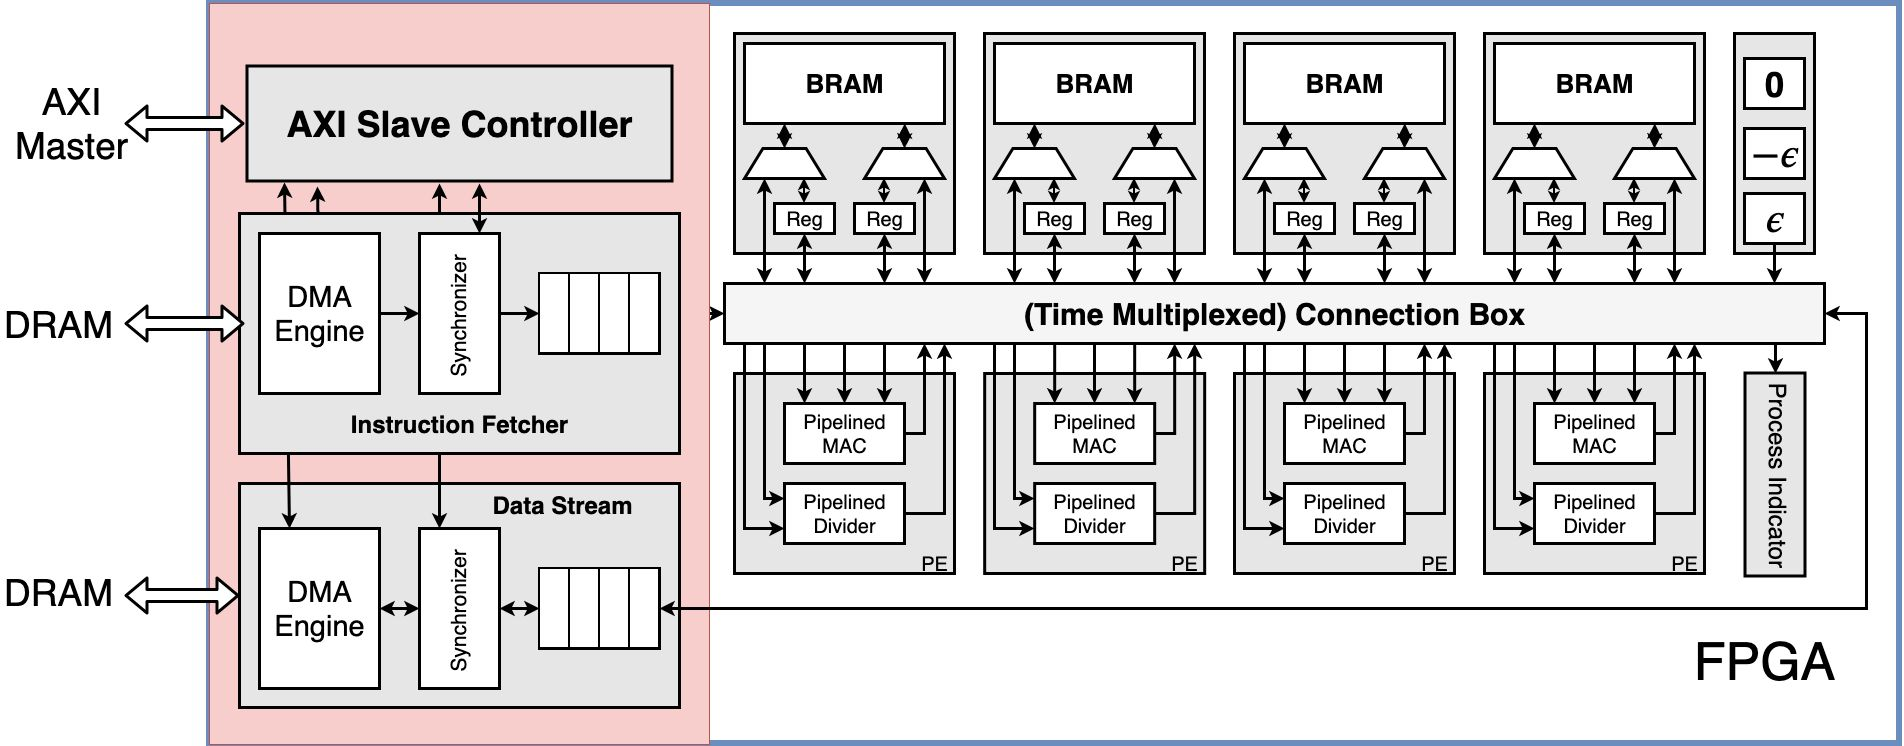 AXI
Master
AXI Slave Controller
DRAM
DMA
Engine
Synchronizer
Instruction Fetcher
DRAM
Data Stream
DMA
Engine
Synchronizer
BRAM
Reg
Reg
BRAM
Reg
Reg
BRAM
Reg
Reg
BRAM
Reg
Reg
0
−ϵ
ϵ
(Time Multiplexed) Connection Box
Pipelined
MAC
Pipelined
Divider
PE
Pipelined
MAC
Pipelined
Divider
PE
Pipelined
MAC
Pipelined
Divider
PE
Pipelined
MAC
Pipelined
Divider
PE
Process Indicator
FPGA